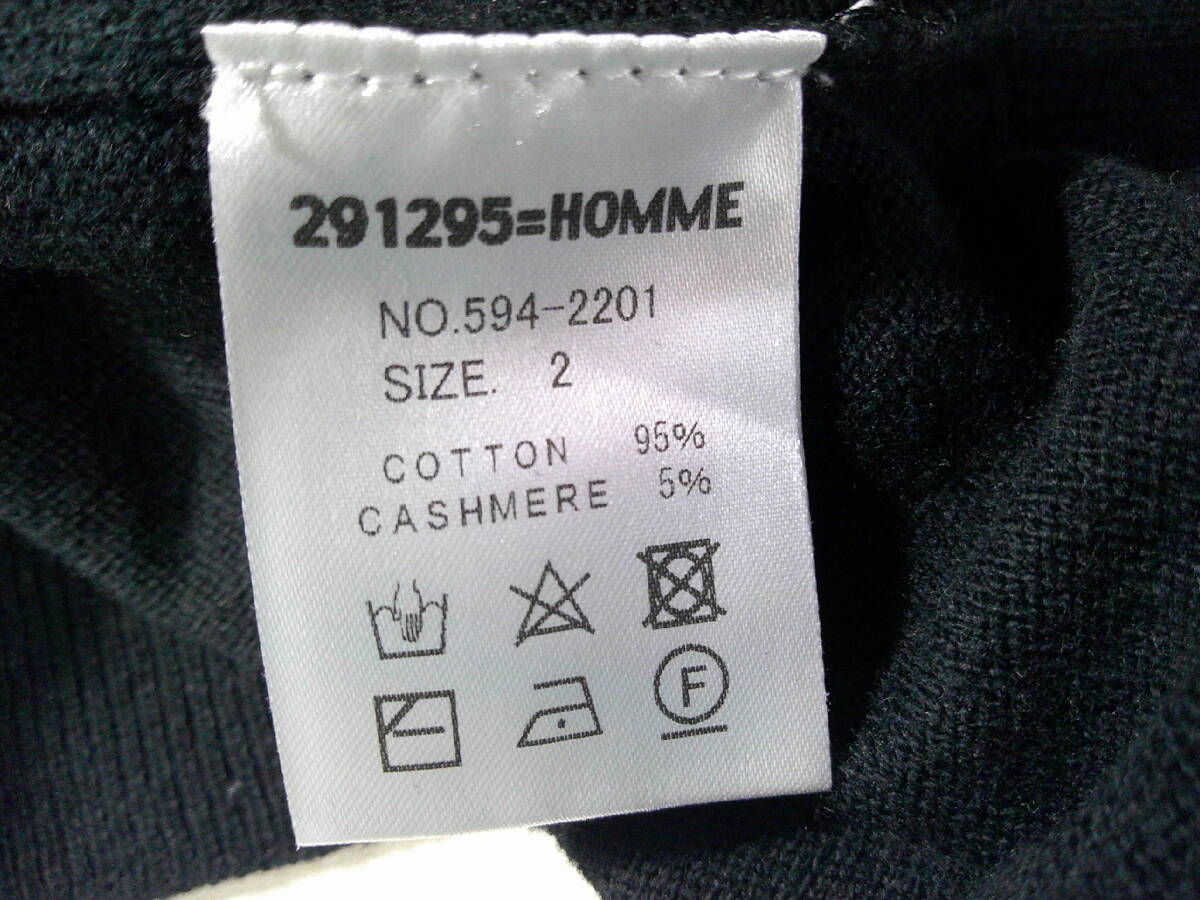 291295=HOMME
NO.594-2201
SIZE. 2
COTTON 95%
CASHMERE 5%
F